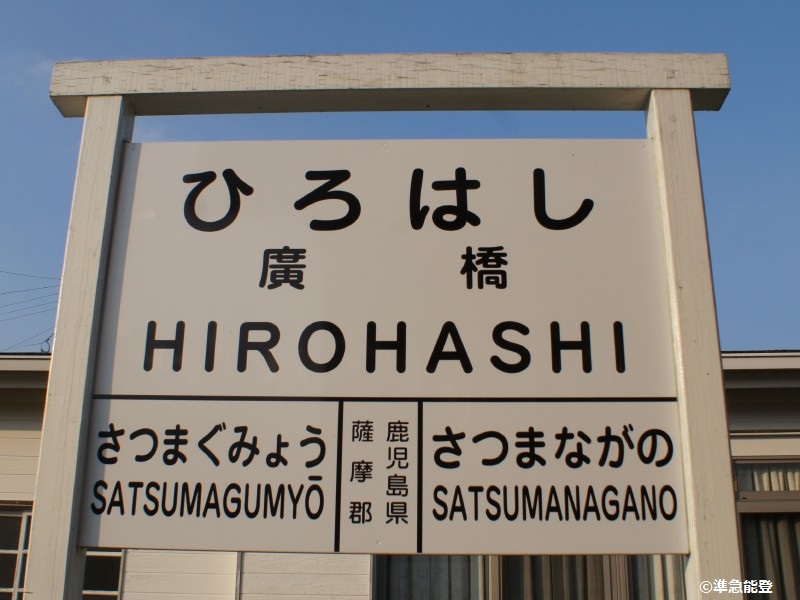 ひろはし
廣橋
HIROHASHI
さつまぐみょう
SATSUMAGUMYŌ
鹿児島県
薩摩郡
さつまながの
SATSUMANAGANO
©準急能登